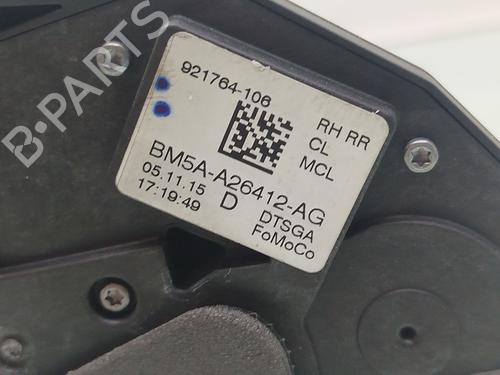 B-PARTS
921764-106
RH RR
CL
MCL
BM5A-A26412-AG
05.11.15
D
DTSGA
17:19:49
FoMoCo